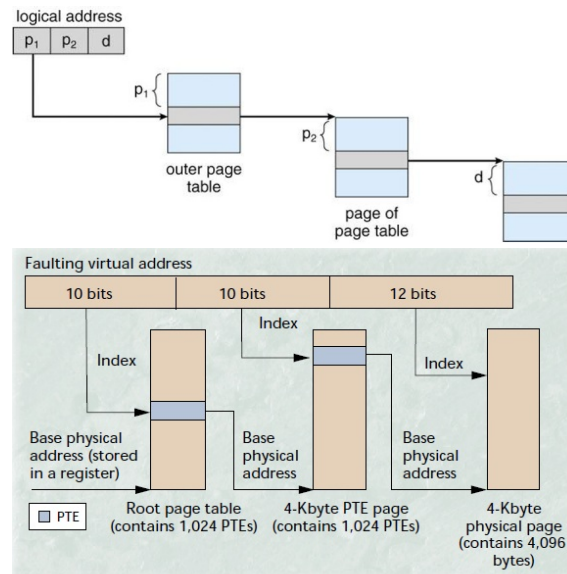 logical address
p1 p2 d
p1
outer page
table
p2
page of
page table
d
Faulting virtual address
10 bits 10 bits 12 bits
Index
Index
Index
Base physical
address (stored
in a register)
Base
physical
address
Base
physical
address
PTE
Root page table
(contains 1,024 PTEs)
4-Kbyte PTE page
(contains 1,024 PTEs)
4-Kbyte
physical page
(contains 4,096
bytes)